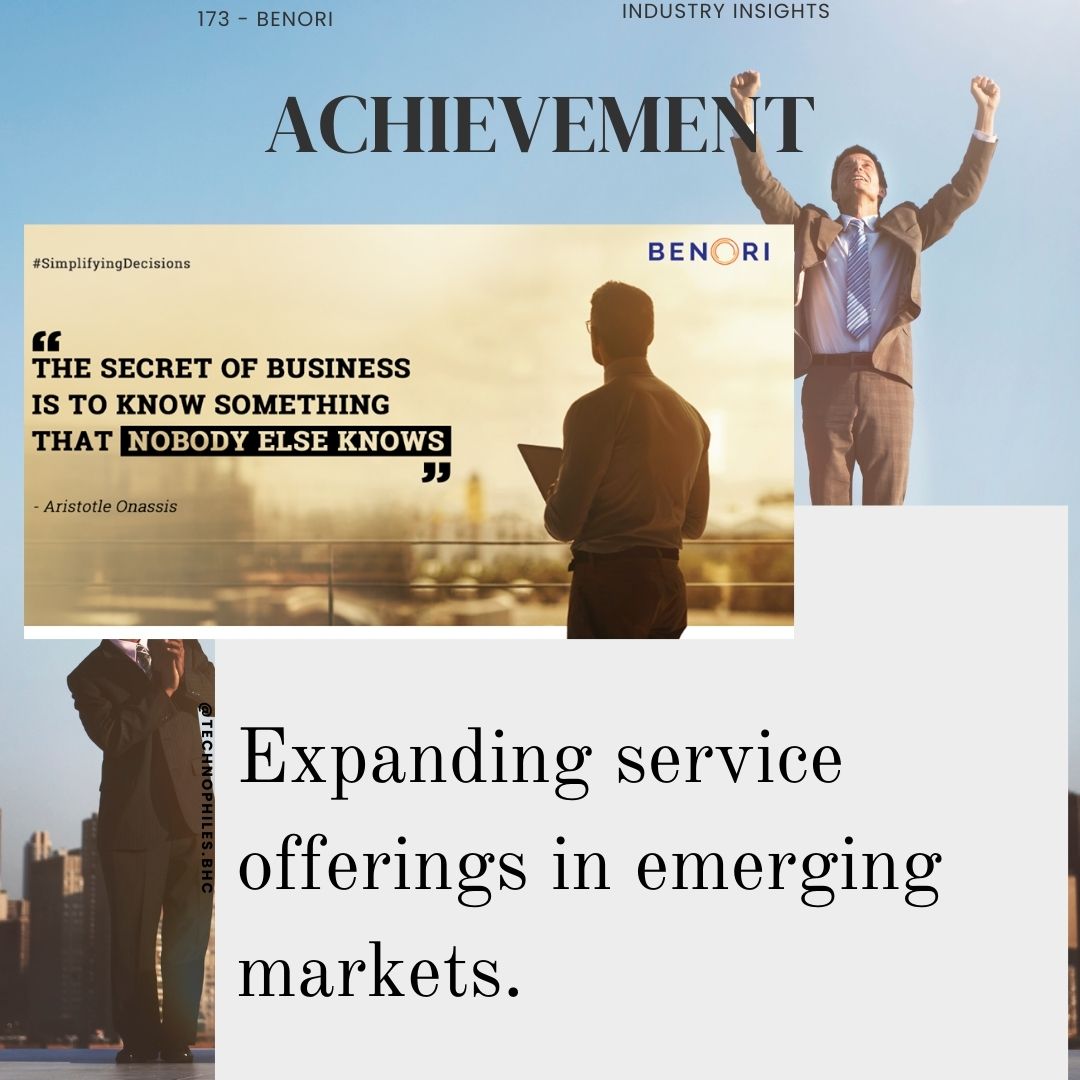 173 - BENORI
INDUSTRY INSIGHTS
ACHIEVEMENT
#SimplifyingDecisions
BENORI
“
THE SECRET OF BUSINESS
IS TO KNOW SOMETHING
THAT NOBODY ELSE KNOWS
”
- Aristotle Onassis
@TECHNOPHILES.BHC
Expanding service
offerings in emerging
markets.